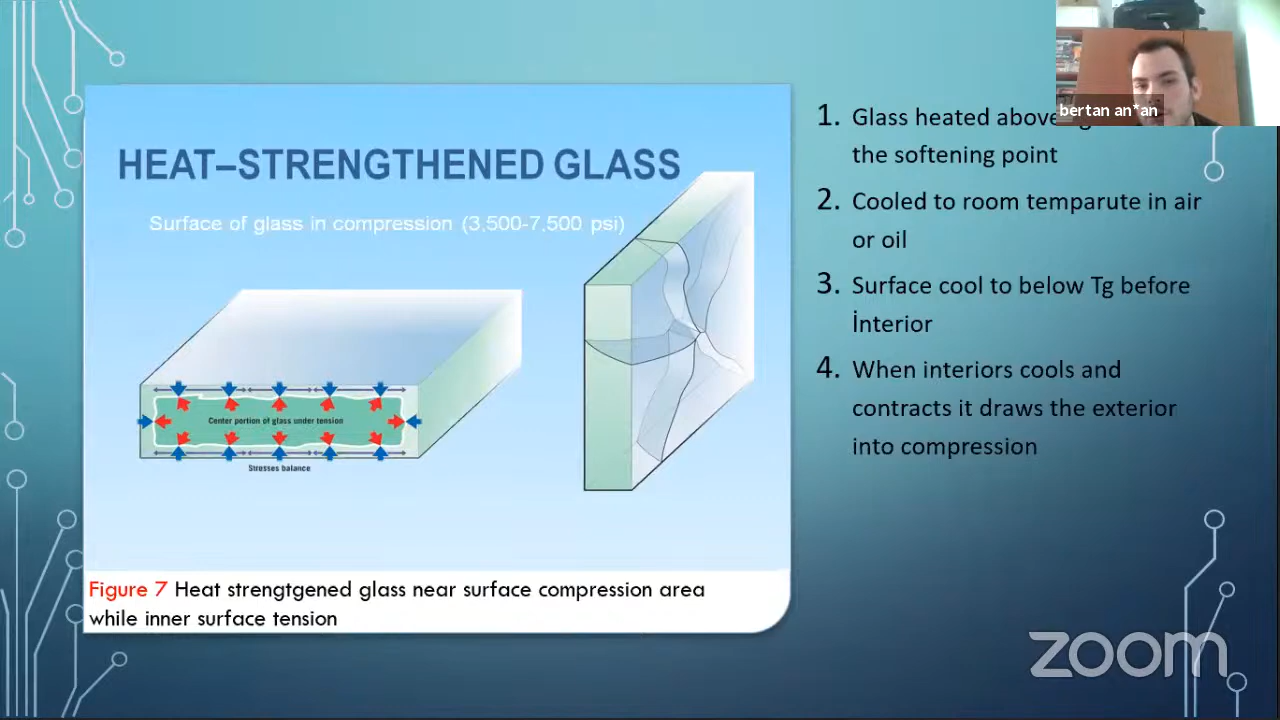 HEAT–STRENGTHENED GLASS
Surface of glass in compression (3,500-7,500 psi)
Center portion of glass under tension
Stresses balance
Figure 7 Heat strengtgened glass near surface compression area
while inner surface tension
1. Glass heated above
the softening point
2. Cooled to room temparute in air
or oil
3. Surface cool to below Tg before
İnterior
4. When interiors cools and
contracts it draws the exterior
into compression
bertan an*an
zoom